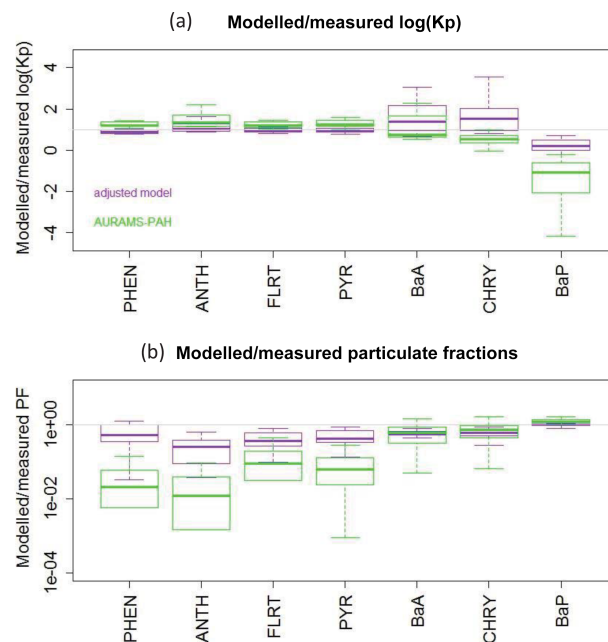 (a) Modelled/measured log(Kp)
Modelled/measured log(Kp)
4
2
0
-2
-4
adjusted model
AURAMS-PAH
PHEN ANTH FLRT PYR BaA CHRY BaP
(b) Modelled/measured particulate fractions
Modelled/measured PF
1e+00
1e-02
1e-04
PHEN ANTH FLRT PYR BaA CHRY BaP